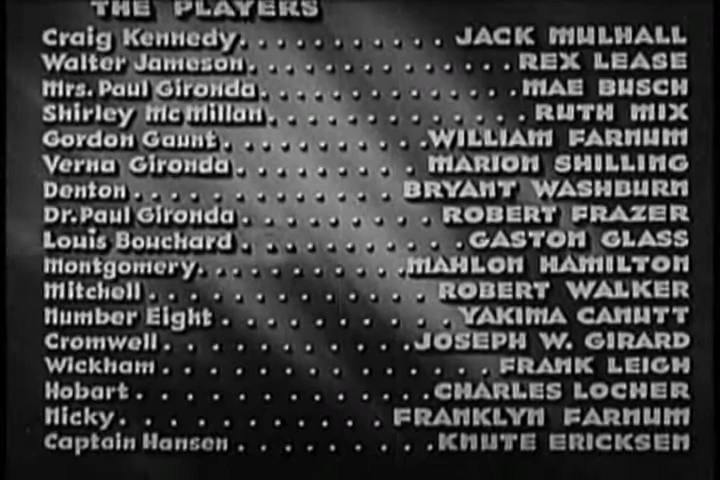 THE PLAYERS
Craig Kennedy. . . . . . . . . . JACK MULHALL
Walter Jameson. . . . . . . . . . . . . REX LEASE
Mrs. Paul Gironda. . . . . . . . . . . . . MAE BUSCH
Shirley McMillan. . . . . . . . . . . . . RUTH MIX
Gordon Gaunt. . . . . . . . . .WILLIAM FARNUM
Verna Gironda. . . . . . . . . MARION SHILLING
Denton. . . . . . . . . . . . . BRYANT WASHBURN
Dr. Paul Gironda. . . . . . . . . ROBERT FRAZER
Louis Bouchard. . . . . . . . . . GASTON GLASS
Montgomery. . . . . . . . . .MAHLON HAMILTON
Mitchell. . . . . . . . . . . . . ROBERT WALKER
Number Eight. . . . . . . . . . YAKIMA CANUTT
Cromwell. . . . . . . . . . . .JOSEPH W. GIRARD
Wickham. . . . . . . . . . . . . . . FRANK LEIGH
Hobart. . . . . . . . . . . . . .CHARLES LOCHER
Nicky. . . . . . . . . . . . FRANKLYN FARNUM
Captain Hansen. . . . . . . . .KNUTE ERICKSEN